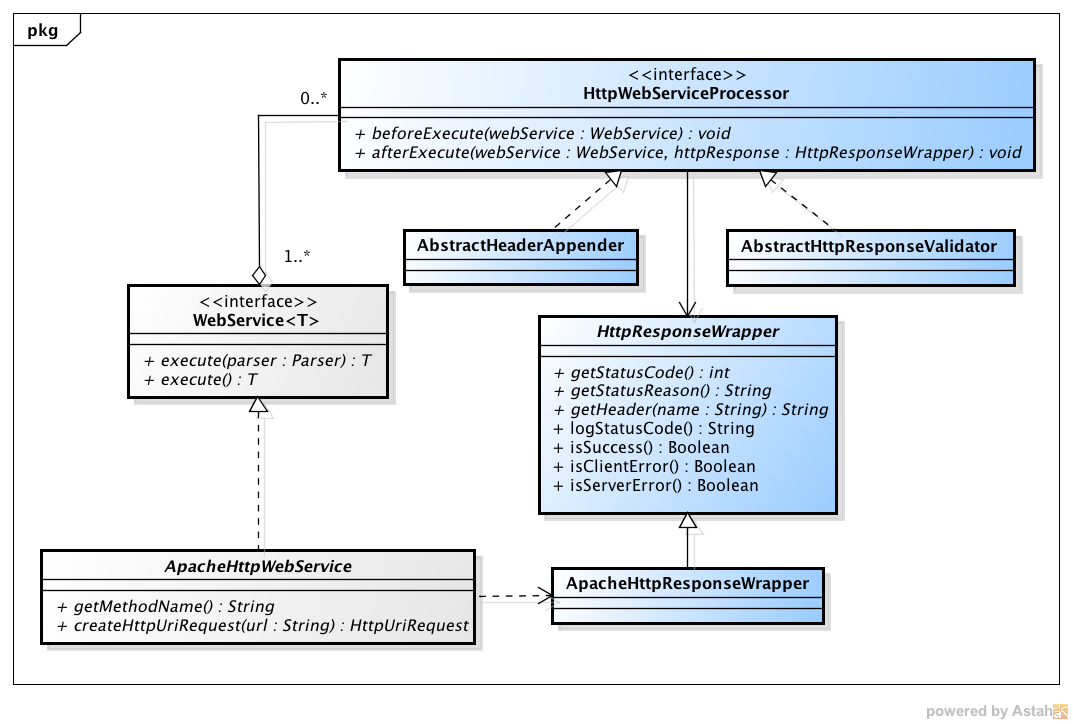 pkg
<<interface>>
HttpWebServiceProcessor
0..*
+ beforeExecute(webService : WebService) : void
+ afterExecute(webService : WebService, httpResponse : HttpResponseWrapper) : void
AbstractHeaderAppender
AbstractHttpResponseValidator
1..*
<<interface>>
WebService<T>
+ execute(parser : Parser) : T
+ execute() : T
HttpResponseWrapper
+ getStatusCode() : int
+ getStatusReason() : String
+ getHeader(name : String) : String
+ logStatusCode() : String
+ isSuccess() : Boolean
+ isClientError() : Boolean
+ isServerError() : Boolean
ApacheHttpWebService
+ getMethodName() : String
+ createHttpUriRequest(url : String) : HttpUriRequest
ApacheHttpResponseWrapper
powered by Astah